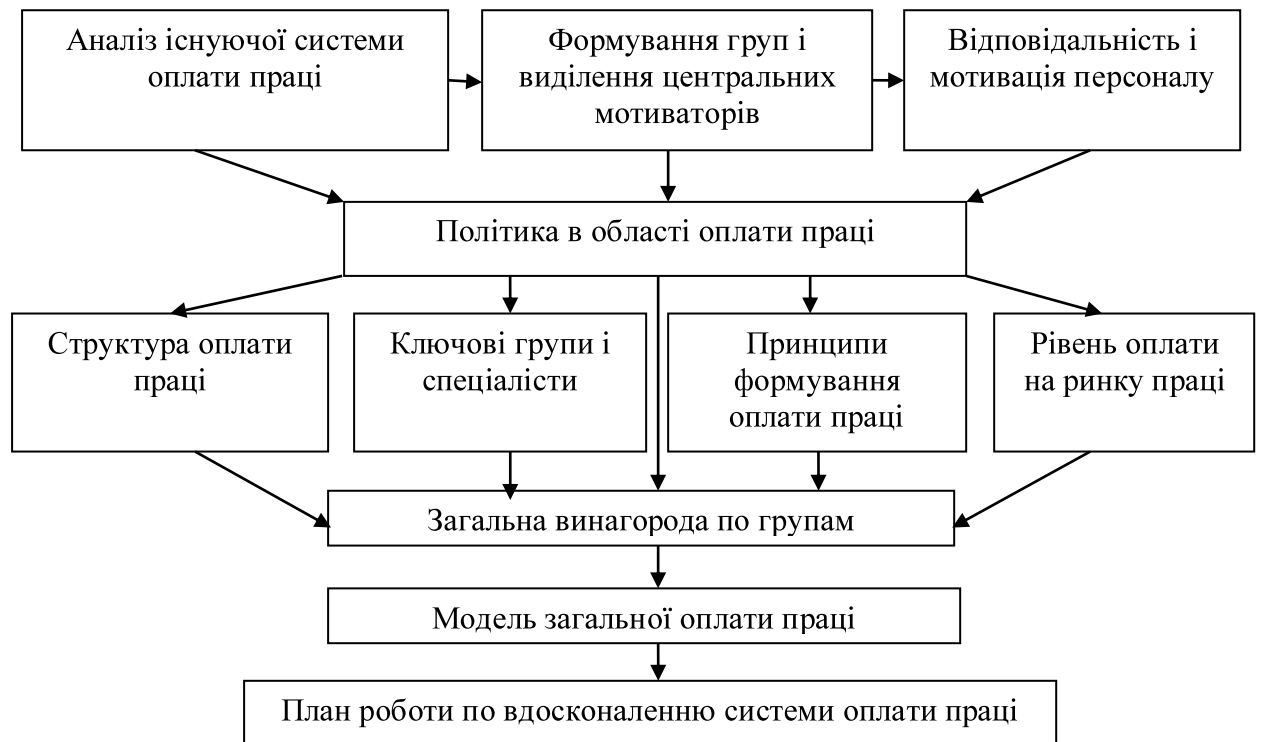 Аналіз існуючої системи
оплати праці
Формування груп і
виділення центральних
мотиваторів
Відповідальність і
мотивація персоналу
Політика в області оплати праці
Структура оплати
праці
Ключові групи і
спеціалісти
Принципи
формування
оплати праці
Рівень оплати
на ринку праці
Загальна винагорода по групам
Модель загальної оплати праці
План роботи по вдосконаленню системи оплати праці